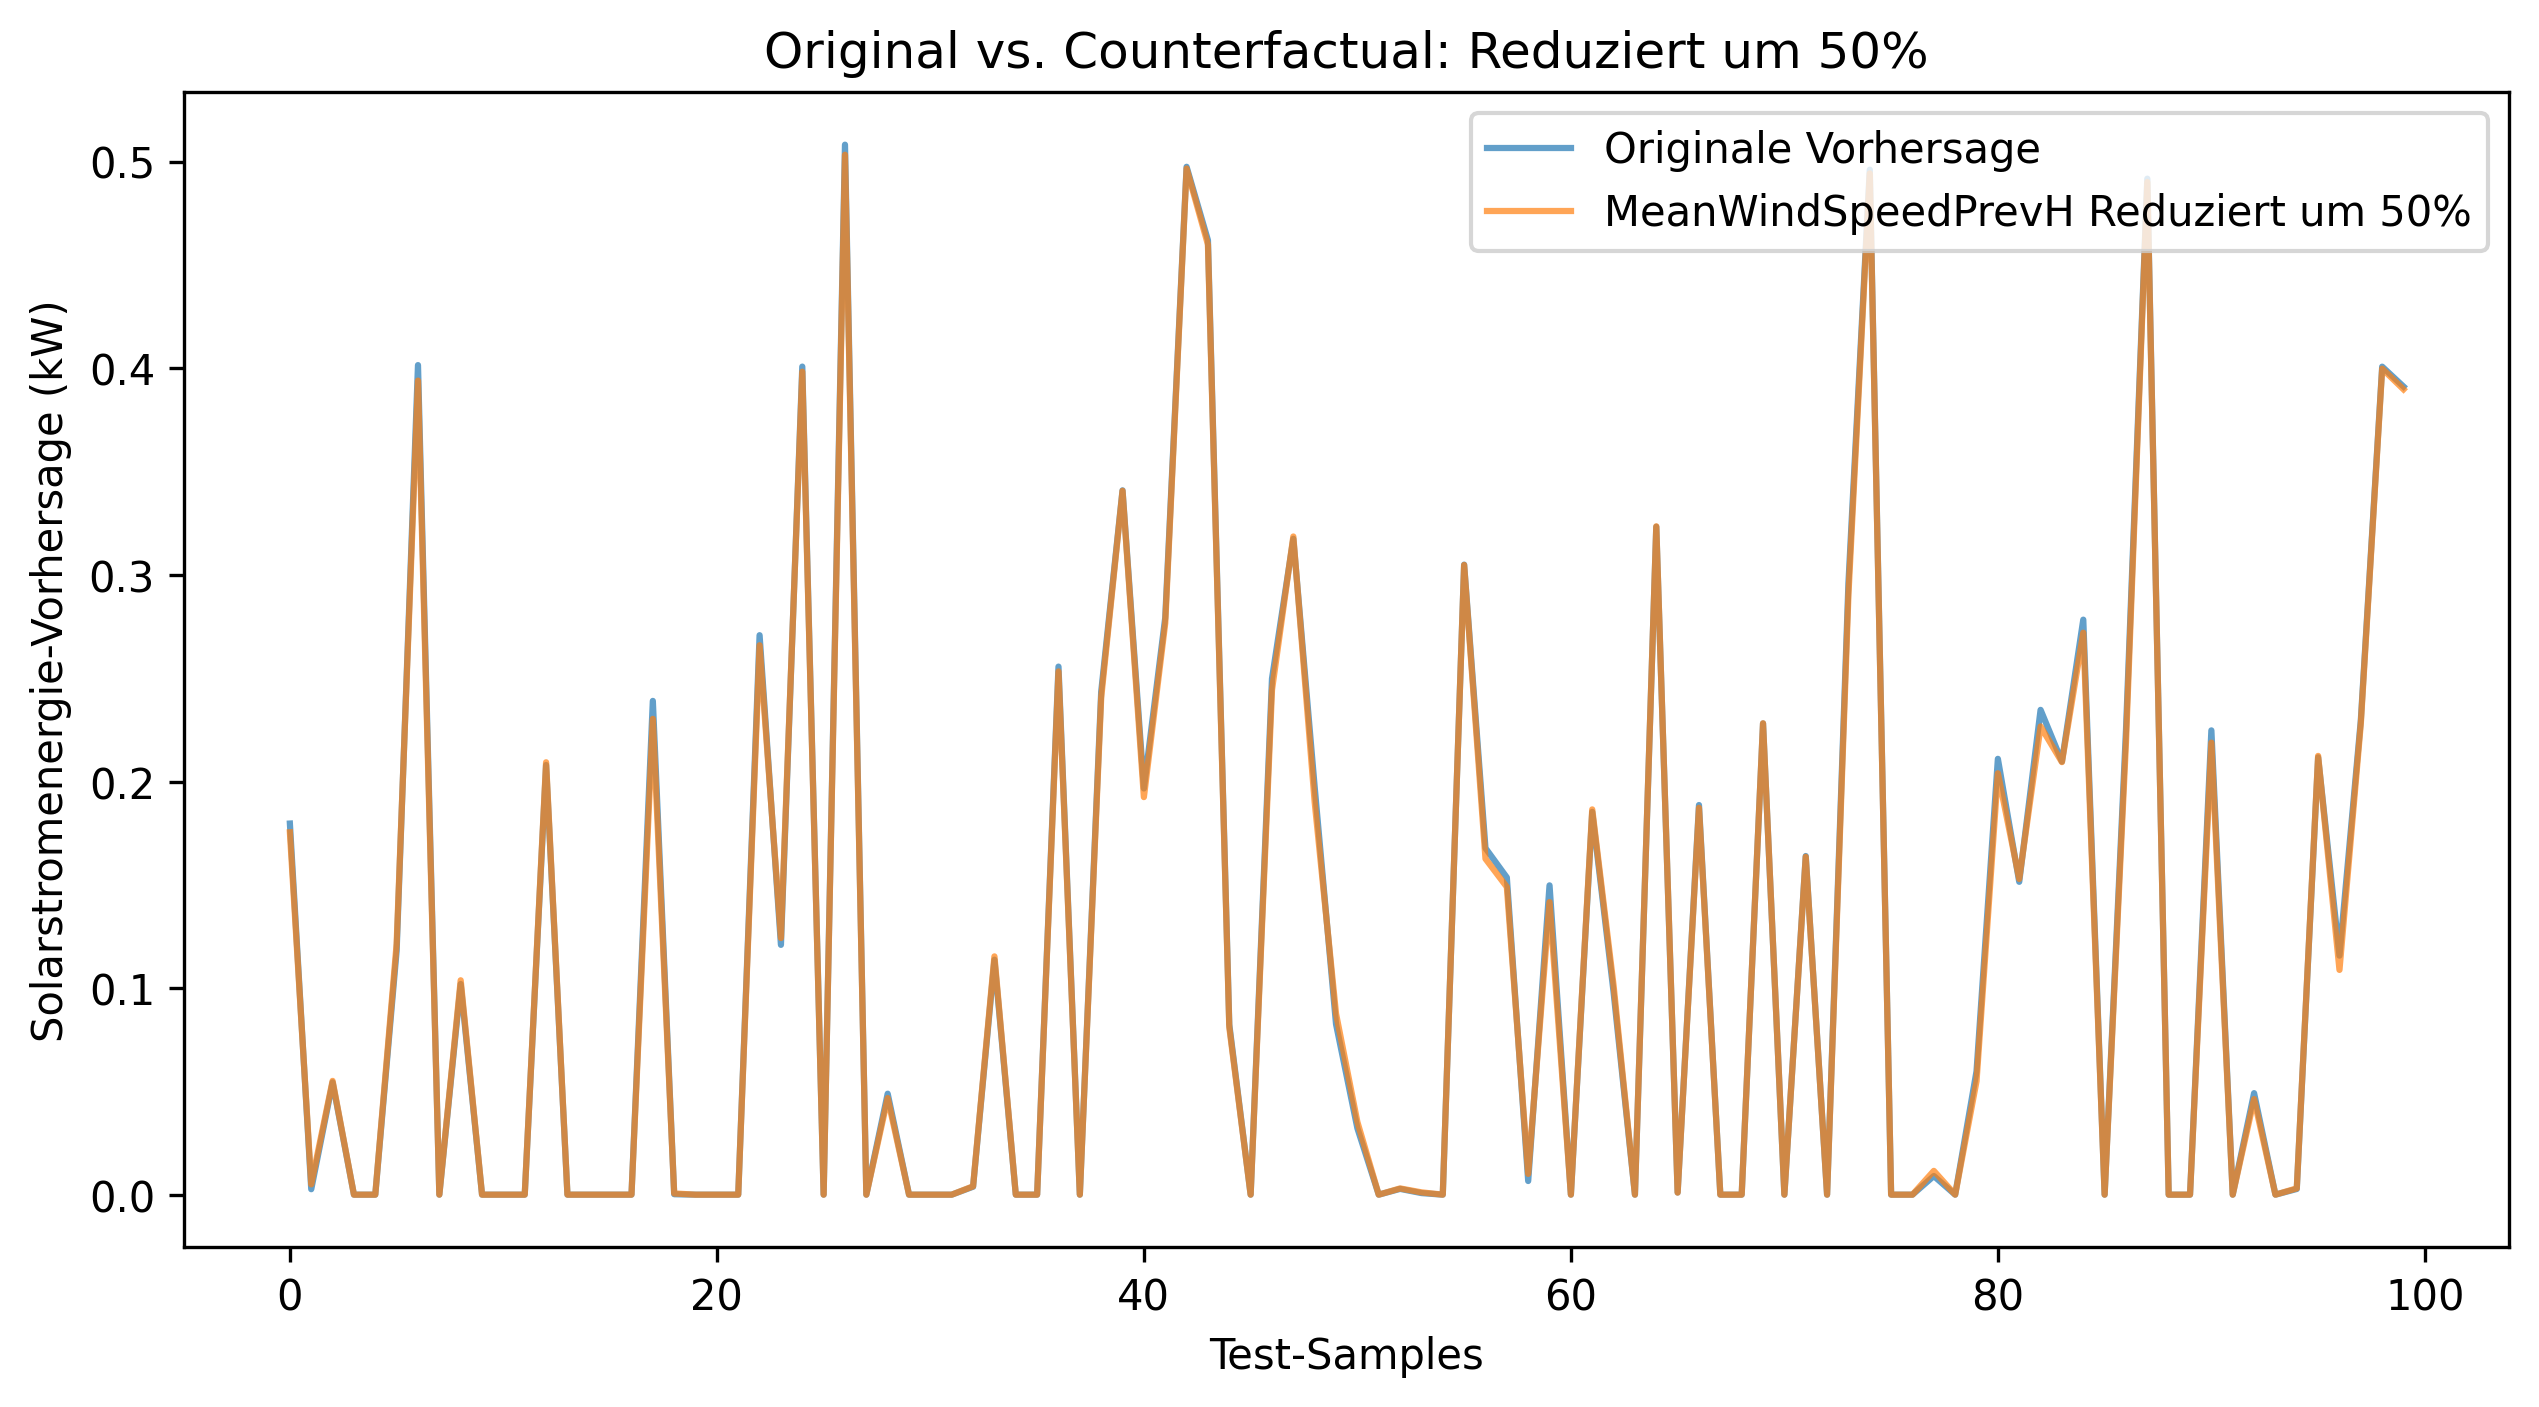 Original vs. Counterfactual: Reduziert um 50%
Originale Vorhersage
MeanWindSpeedPrevH Reduziert um 50%
Solarstromenergie-Vorhersage (kW)
0.5
0.4
0.3
0.2
0.1
0.0
0 20 40 60 80 100
Test-Samples